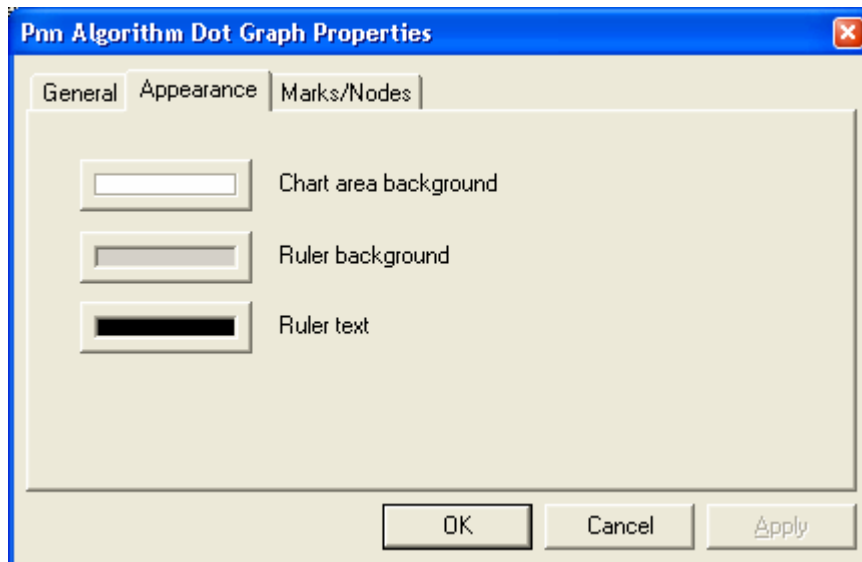 Pnn Algorithm Dot Graph Properties
General Appearance Marks/Nodes
Chart area background
Ruler background
Ruler text
OK Cancel Apply